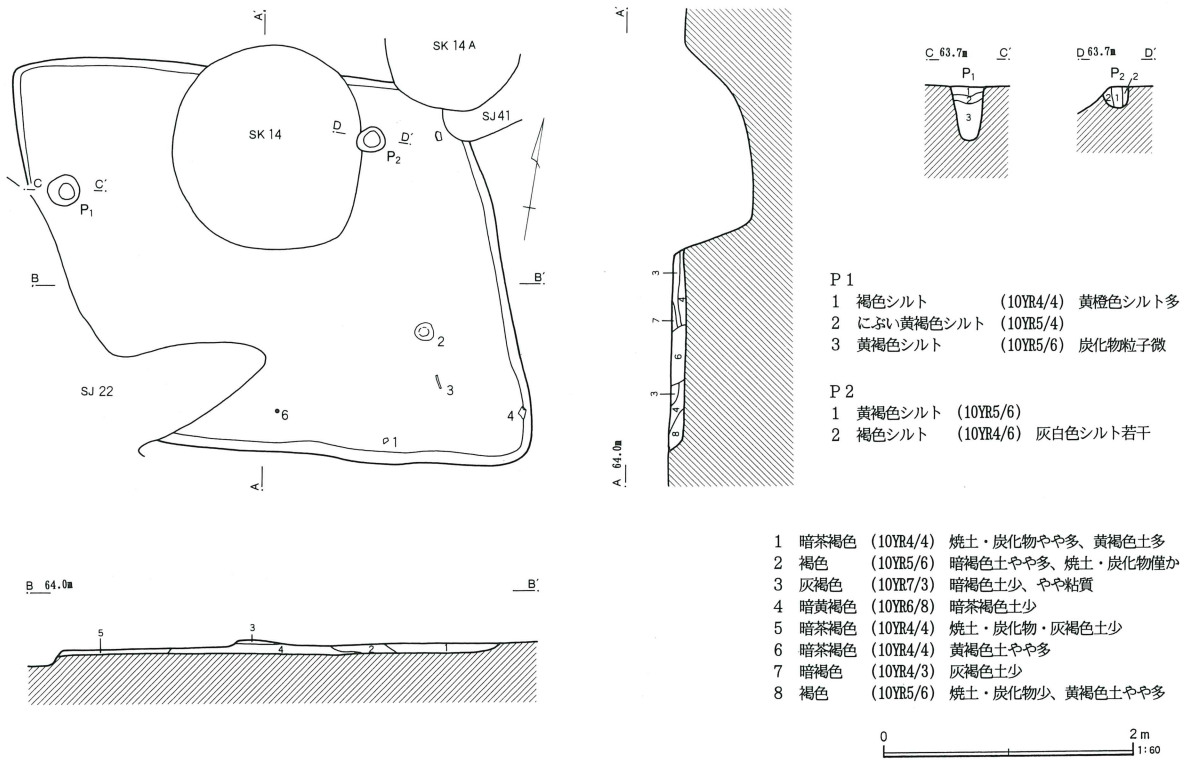 A'
SK 14 A
SK 14
SJ 41
D
D'
P2
C
C'
P1
B
B'
2
3
4
6
1
SJ 22
A
A'
3
4
7
6
3
4
8
A 64.0m
C 63.7m C'
P1
1
2
3
D 63.7m D'
P2
2
2 1
P1
1 褐色シルト (10YR4/4) 黄橙色シルト多
2 にぶい黄褐色シルト (10YR5/4)
3 黄褐色シルト (10YR5/6) 炭化物粒子微
P2
1 黄褐色シルト (10YR5/6)
2 褐色シルト (10YR4/6) 灰白色シルト若干
1 暗茶褐色 (10YR4/4) 焼土・炭化物やや多、黄褐色土多
2 褐色 (10YR5/6) 暗褐色土やや多、焼土・炭化物僅か
3 灰褐色 (10YR7/3) 暗褐色土少、やや粘質
4 暗黄褐色 (10YR6/8) 暗茶褐色土少
5 暗茶褐色 (10YR4/4) 焼土・炭化物・灰褐色土少
6 暗茶褐色 (10YR4/4) 黄褐色土やや多
7 暗褐色 (10YR4/3) 灰褐色土少
8 褐色 (10YR5/6) 焼土・炭化物少、黄褐色土やや多
B 64.0m B'
5
3
4
2
1
0 2 m
1:60